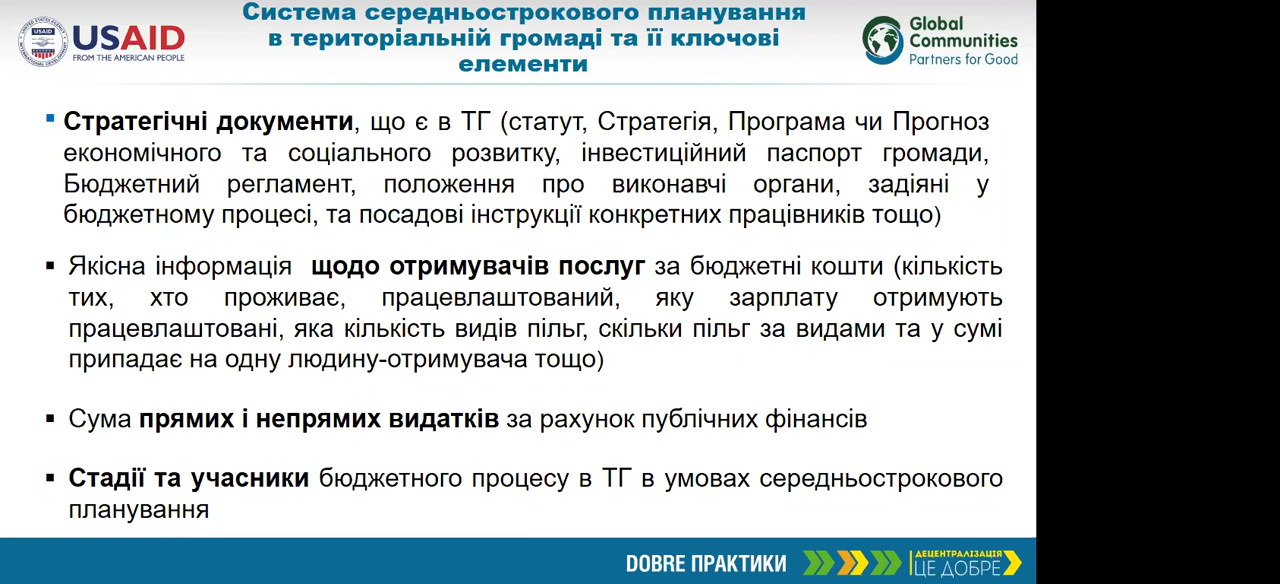 USAID
FROM THE AMERICAN PEOPLE
Система середньострокового планування
в територіальній громаді та її ключові
елементи
Global
Communities
Partners for Good
Стратегічні документи, що є в ТГ (статут, Стратегія, Програма чи Прогноз
економічного та соціального розвитку, інвестиційний паспорт громади,
Бюджетний регламент, положення про виконавчі органи, задіяні у
бюджетному процесі, та посадові інструкції конкретних працівників тощо)
Якісна інформація щодо отримувачів послуг за бюджетні кошти (кількість
тих, хто проживає, працевлаштований, яку зарплату отримують
працевлаштовані, яка кількість видів пільг, скільки пільг за видами та у сумі
припадає на одну людину-отримувача тощо)
Сума прямих і непрямих видатків за рахунок публічних фінансів
Стадії та учасники бюджетного процесу в ТГ в умовах середньострокового
планування
DOBRE ПРАКТИКИ
ДЕЦЕНТРАЛІЗАЦІЯ
ЦЕ ДОБРЕ